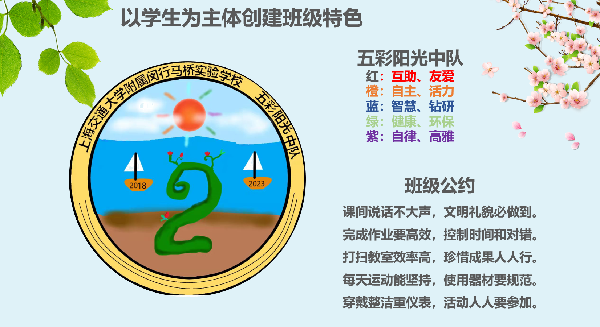 以学生为主体创建班级特色
上海交通大学附属闵行马桥实验学校 五彩阳光中队
2018
2023
2
五彩阳光中队
红：互助、友爱
橙：自主、活力
蓝：智慧、钻研
绿：健康、环保
紫：自律、高雅
班级公约
课间说话不大声，文明礼貌必做到。
完成作业要高效，控制时间和对错。
打扫教室效率高，珍惜成果人人行。
每天运动能坚持，使用器材要规范。
穿戴整洁重仪表，活动人人要参加。